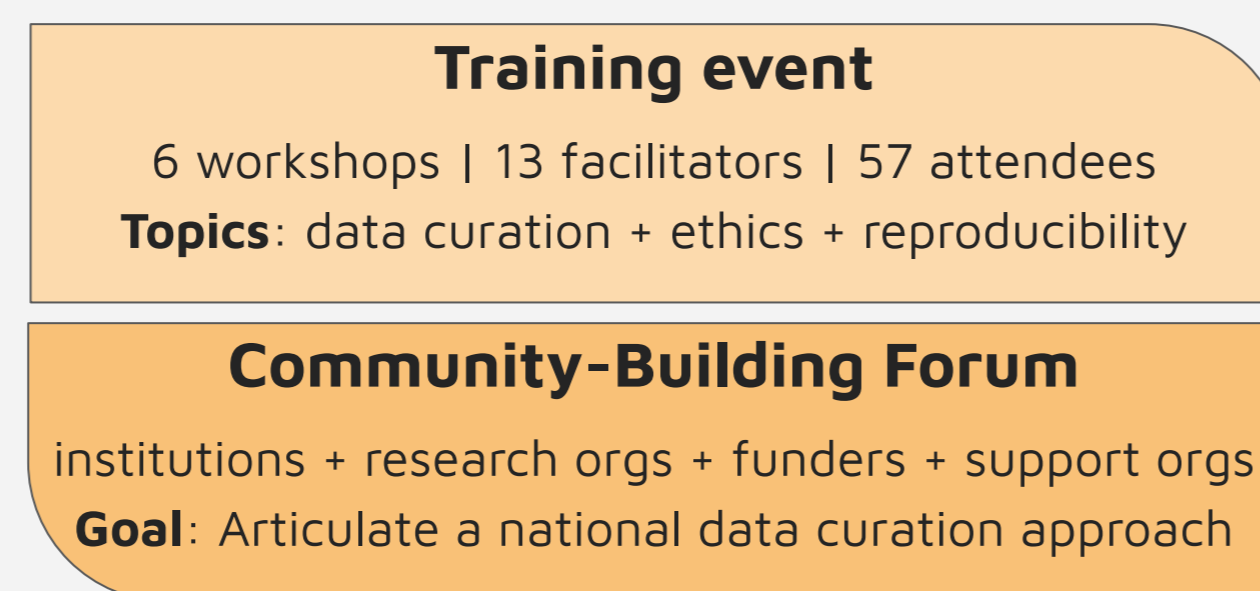 Training event
6 workshops | 13 facilitators | 57 attendees
Topics: data curation + ethics + reproducibility
Community-Building Forum
institutions + research orgs + funders + support orgs
Goal: Articulate a national data curation approach